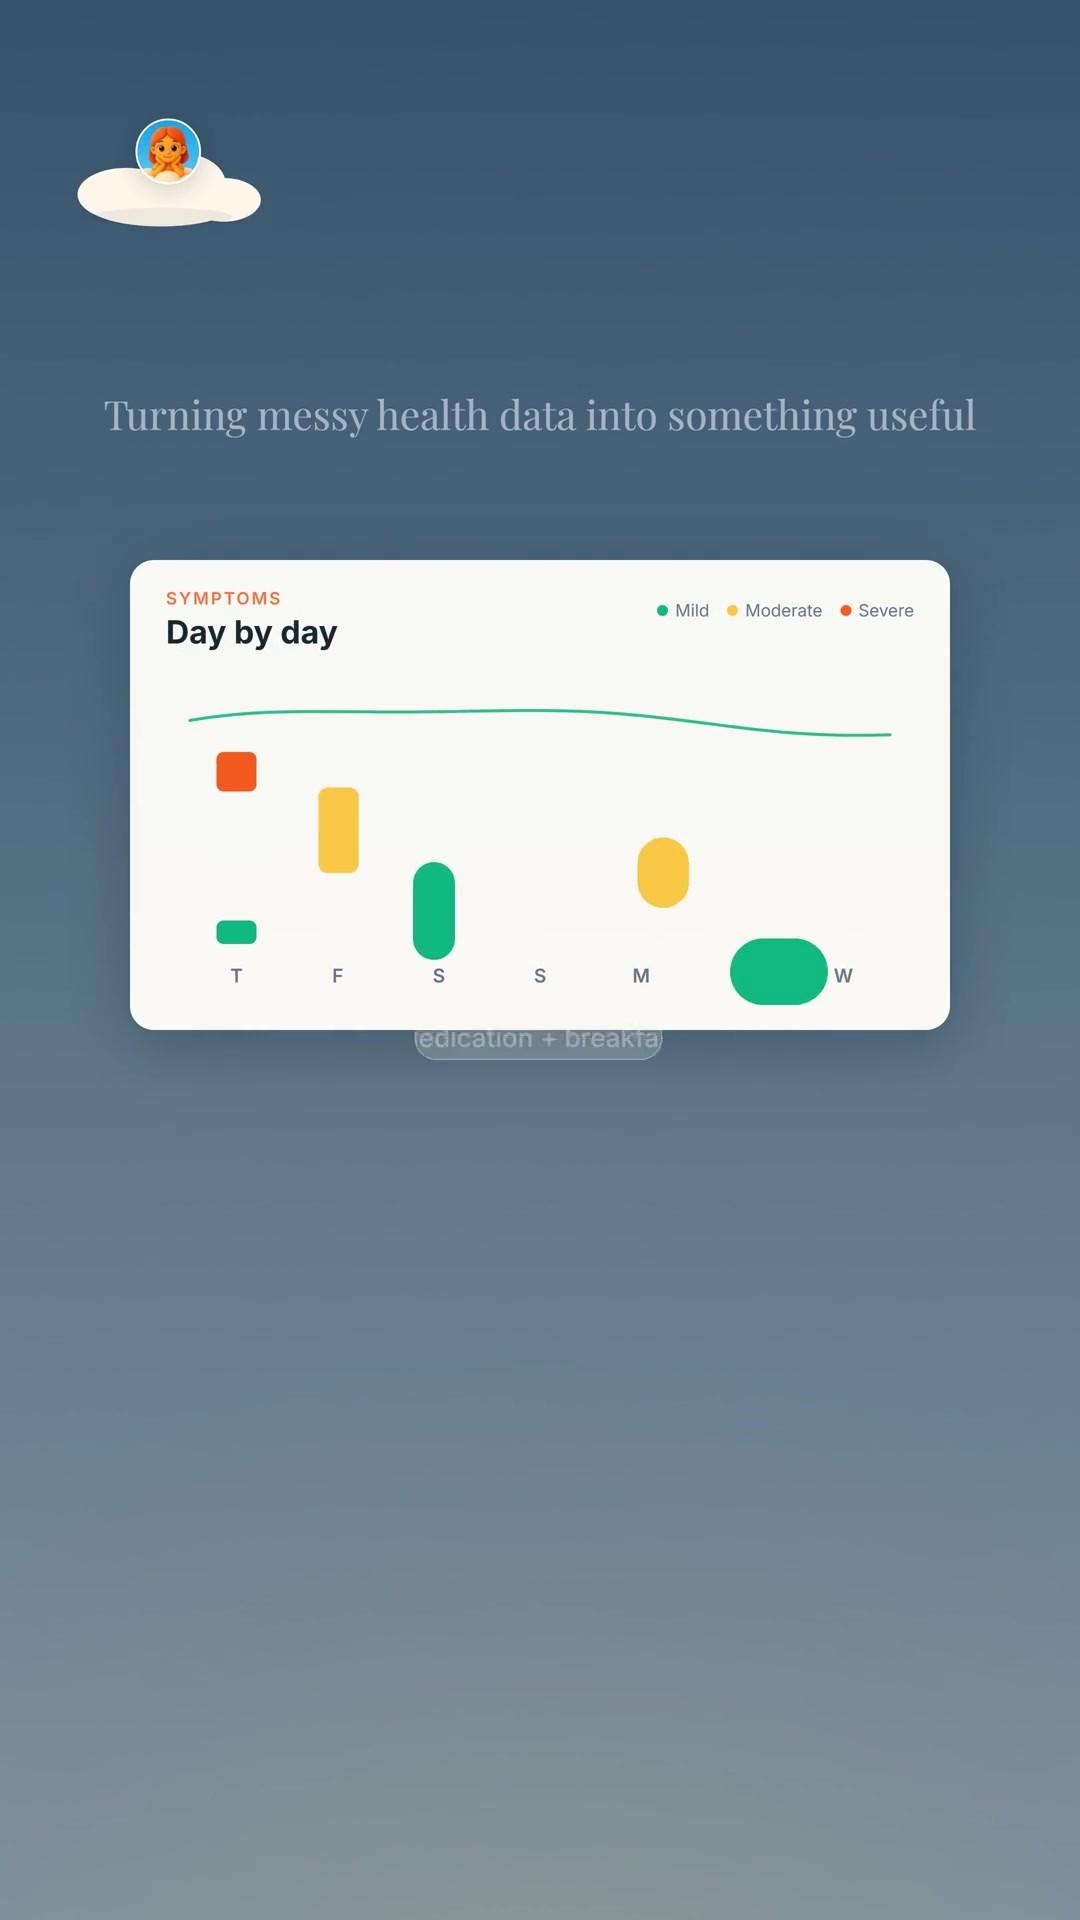 Turning messy health data into something useful
SYMPTOMS
Day by day
Mild Moderate Severe
T F S S M W
edication + breakfa